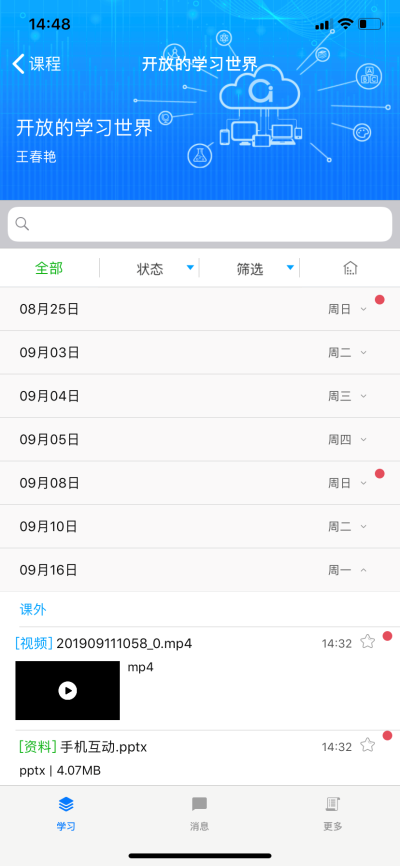 14:48
课程
开放的学习世界
开放的学习世界
王春艳
全部
状态
筛选
08月25日 周日
09月03日 周二
09月04日 周三
09月05日 周四
09月08日 周日
09月10日 周二
09月16日 周一
课外
[视频] 201909111058_0.mp4 14:32
mp4
[资料] 手机互动.pptx 14:32
pptx | 4.07MB
学习
消息
更多